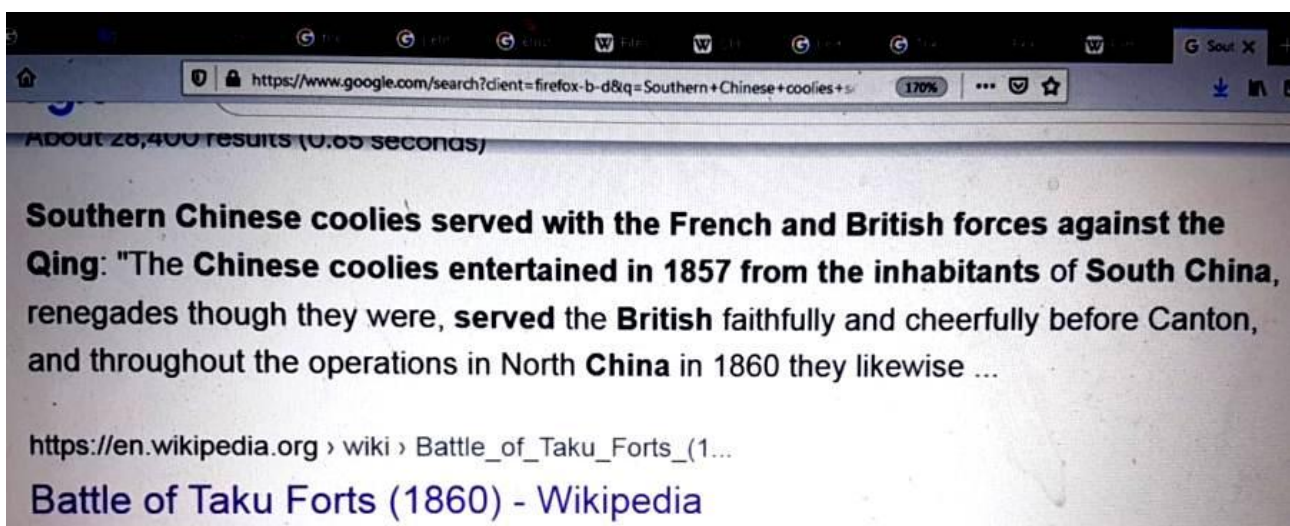 G Sout
https://www.google.com/search?client=firefox-b-d&q=Southern+Chinese+coolies+s
170%
About 28,400 results (0.65 seconds)
Southern Chinese coolies served with the French and British forces against the
Qing: "The Chinese coolies entertained in 1857 from the inhabitants of South China,
renegades though they were, served the British faithfully and cheerfully before Canton,
and throughout the operations in North China in 1860 they likewise ...
https://en.wikipedia.org › wiki › Battle_of_Taku_Forts_(1...
Battle of Taku Forts (1860) - Wikipedia